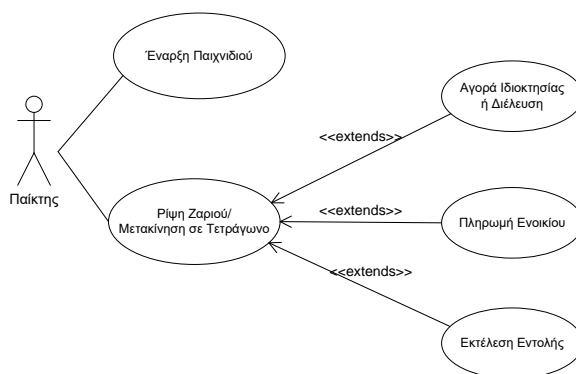 Έναρξη Παιχνιδιού
Αγορά Ιδιοκτησίας
ή Διέλευση
<<extends>>
Παίκτης
Ρίψη Ζαριού/
Μετακίνηση σε Τετράγωνο
<<extends>>
Πληρωμή Ενοικίου
<<extends>>
Εκτέλεση Εντολής